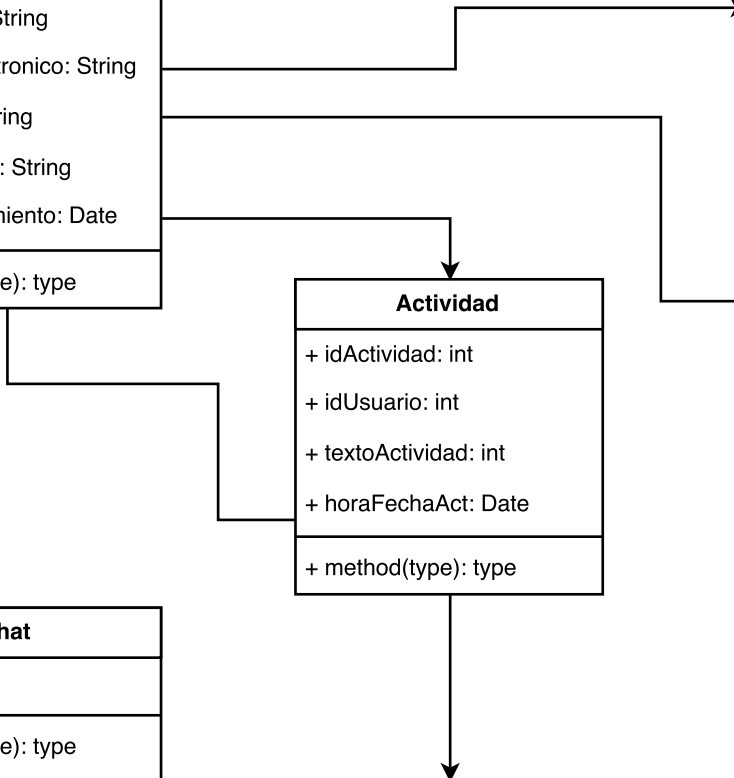 String
tronico: String
ring
: String
miento: Date
e): type
Actividad
+ idActividad: int
+ idUsuario: int
+ textoActividad: int
+ horaFechaAct: Date
+ method(type): type
hat
e): type